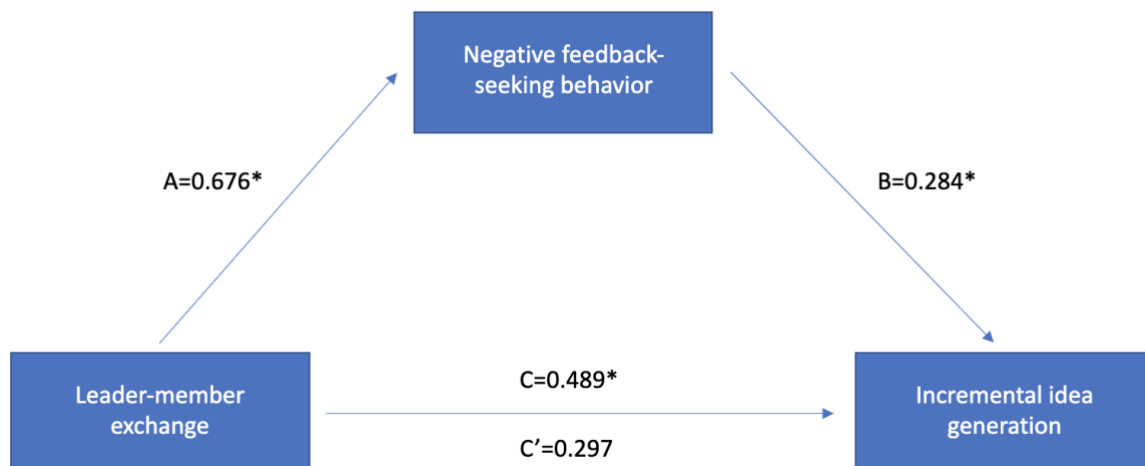 Negative feedback-
seeking behavior
A=0.676*
B=0.284*
Leader-member
exchange
C=0.489*
C’=0.297
Incremental idea
generation